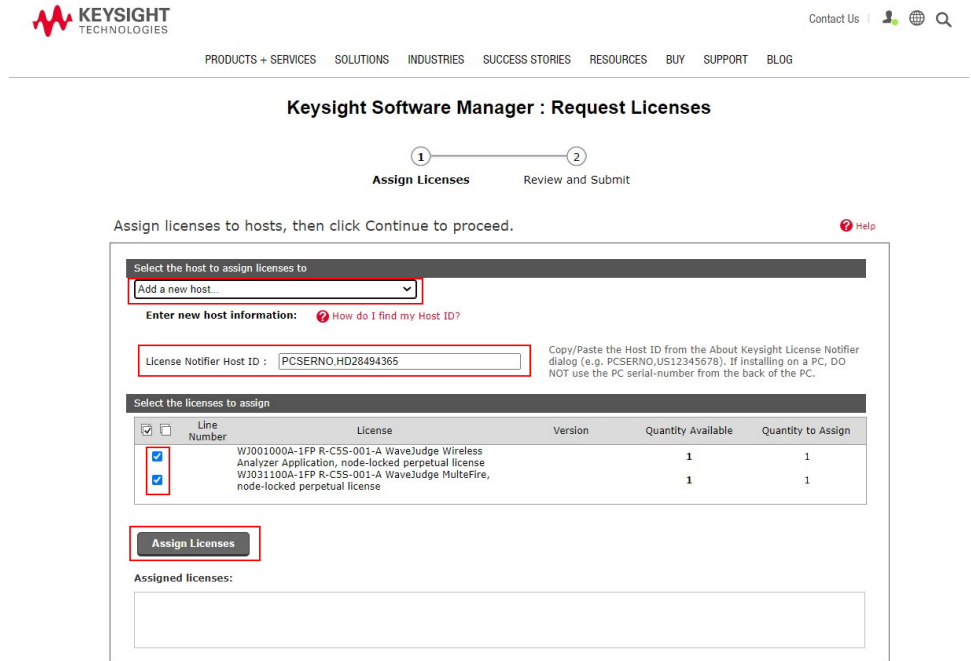 KEYSIGHT
TECHNOLOGIES
Contact Us
PRODUCTS + SERVICES SOLUTIONS INDUSTRIES SUCCESS STORIES RESOURCES BUY SUPPORT BLOG
Keysight Software Manager : Request Licenses
1 2
Assign Licenses Review and Submit
Assign licenses to hosts, then click Continue to proceed.
? Help
Select the host to assign licenses to
Add a new host...
Enter new host information: ? How do I find my Host ID?
License Notifier Host ID : PCSERNO,HD28494365
Copy/Paste the Host ID from the About Keysight License Notifier
dialog (e.g. PCSERNO,US12345678). If installing on a PC, DO
NOT use the PC serial-number from the back of the PC.
Select the licenses to assign
Line
Number
License Version Quantity Available Quantity to Assign
WJ001000A-1FP R-C5S-001-A WaveJudge Wireless
Analyzer Application, node-locked perpetual license
1 1
WJ031100A-1FP R-C5S-001-A WaveJudge MulteFire,
node-locked perpetual license
1 1
Assign Licenses
Assigned licenses: